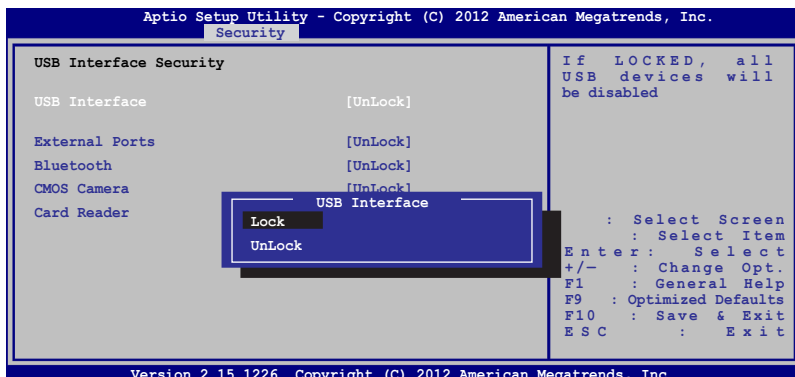 Aptio Setup Utility - Copyright (C) 2012 American Megatrends, Inc.
Security
USB Interface Security
USB Interface [UnLock]
External Ports [UnLock]
Bluetooth [UnLock]
CMOS Camera [UnLock]
Card Reader
USB Interface
Lock
UnLock
If LOCKED, all
USB devices will
be disabled
: Select Screen
: Select Item
Enter: Select
+/— : Change Opt.
F1 : General Help
F9 : Optimized Defaults
F10 : Save & Exit
ESC : Exit
Version 2.15.1226. Copyright (C) 2012 American Megatrends, Inc.